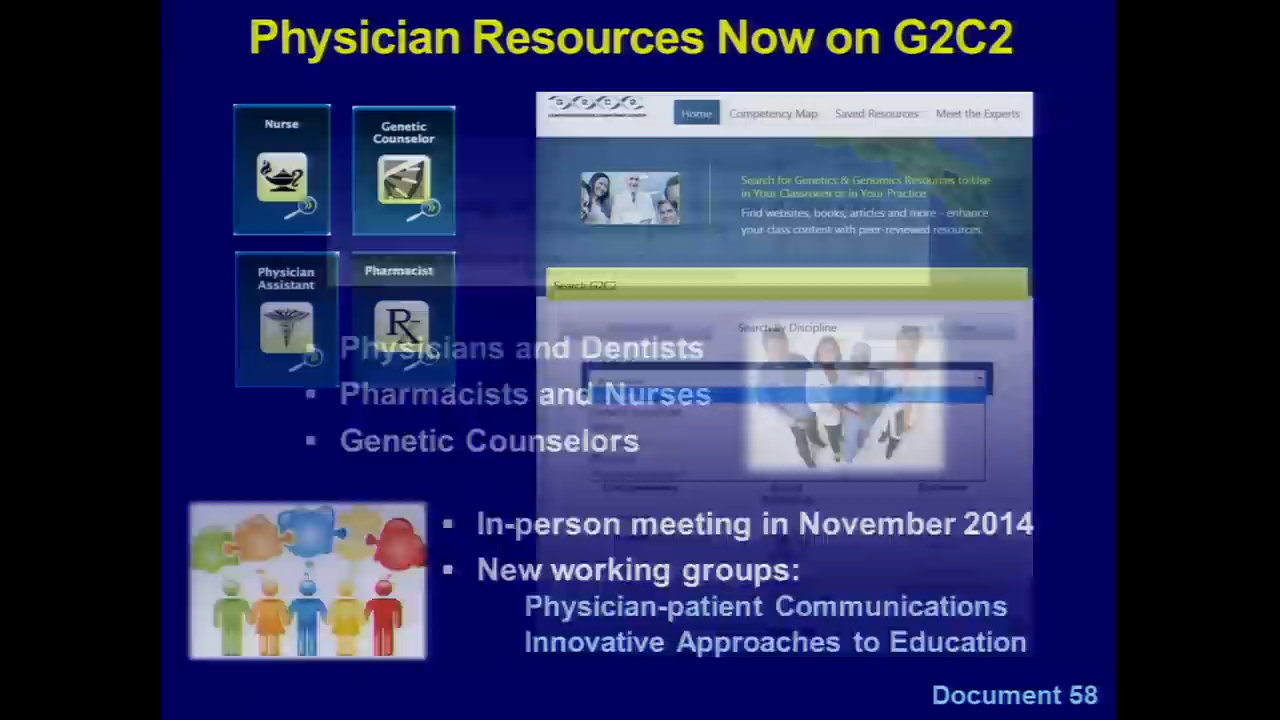 Physician Resources Now on G2C2
Nurse
Genetic
Counselor
Physician
Assistant
Pharmacist
Rx
G2C2
Home Competency Map Saved Resources Meet the Experts
Search for Genetics & Genomics Resources to Use
in Your Classroom or in Your Practice
Find websites, books, articles and more - enhance
your class content with peer-reviewed resources.
Search G2C2
Search by Discipline
▪ Physicians and Dentists
▪ Pharmacists and Nurses
▪ Genetic Counselors
▪ In-person meeting in November 2014
▪ New working groups:
Physician-patient Communications
Innovative Approaches to Education
Document 58